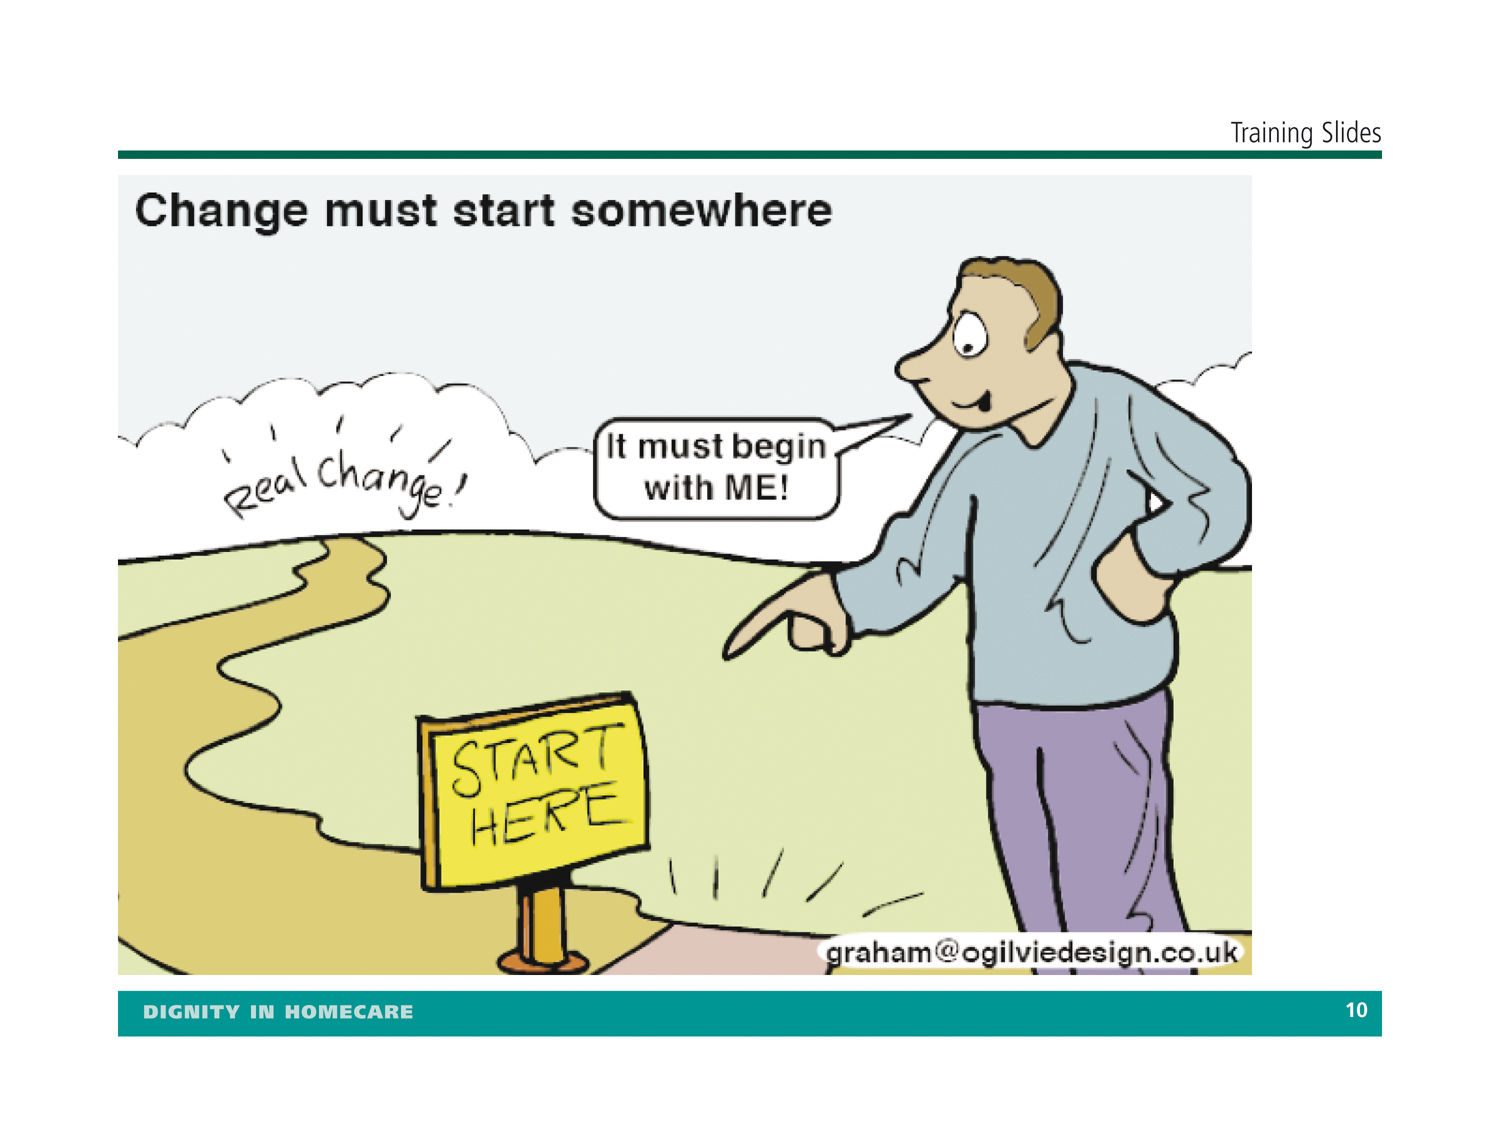 Training Slides
Change must start somewhere
Real Change!
It must begin
with ME!
START
HERE
graham@ogilviedesign.co.uk
DIGNITY IN HOMECARE
10